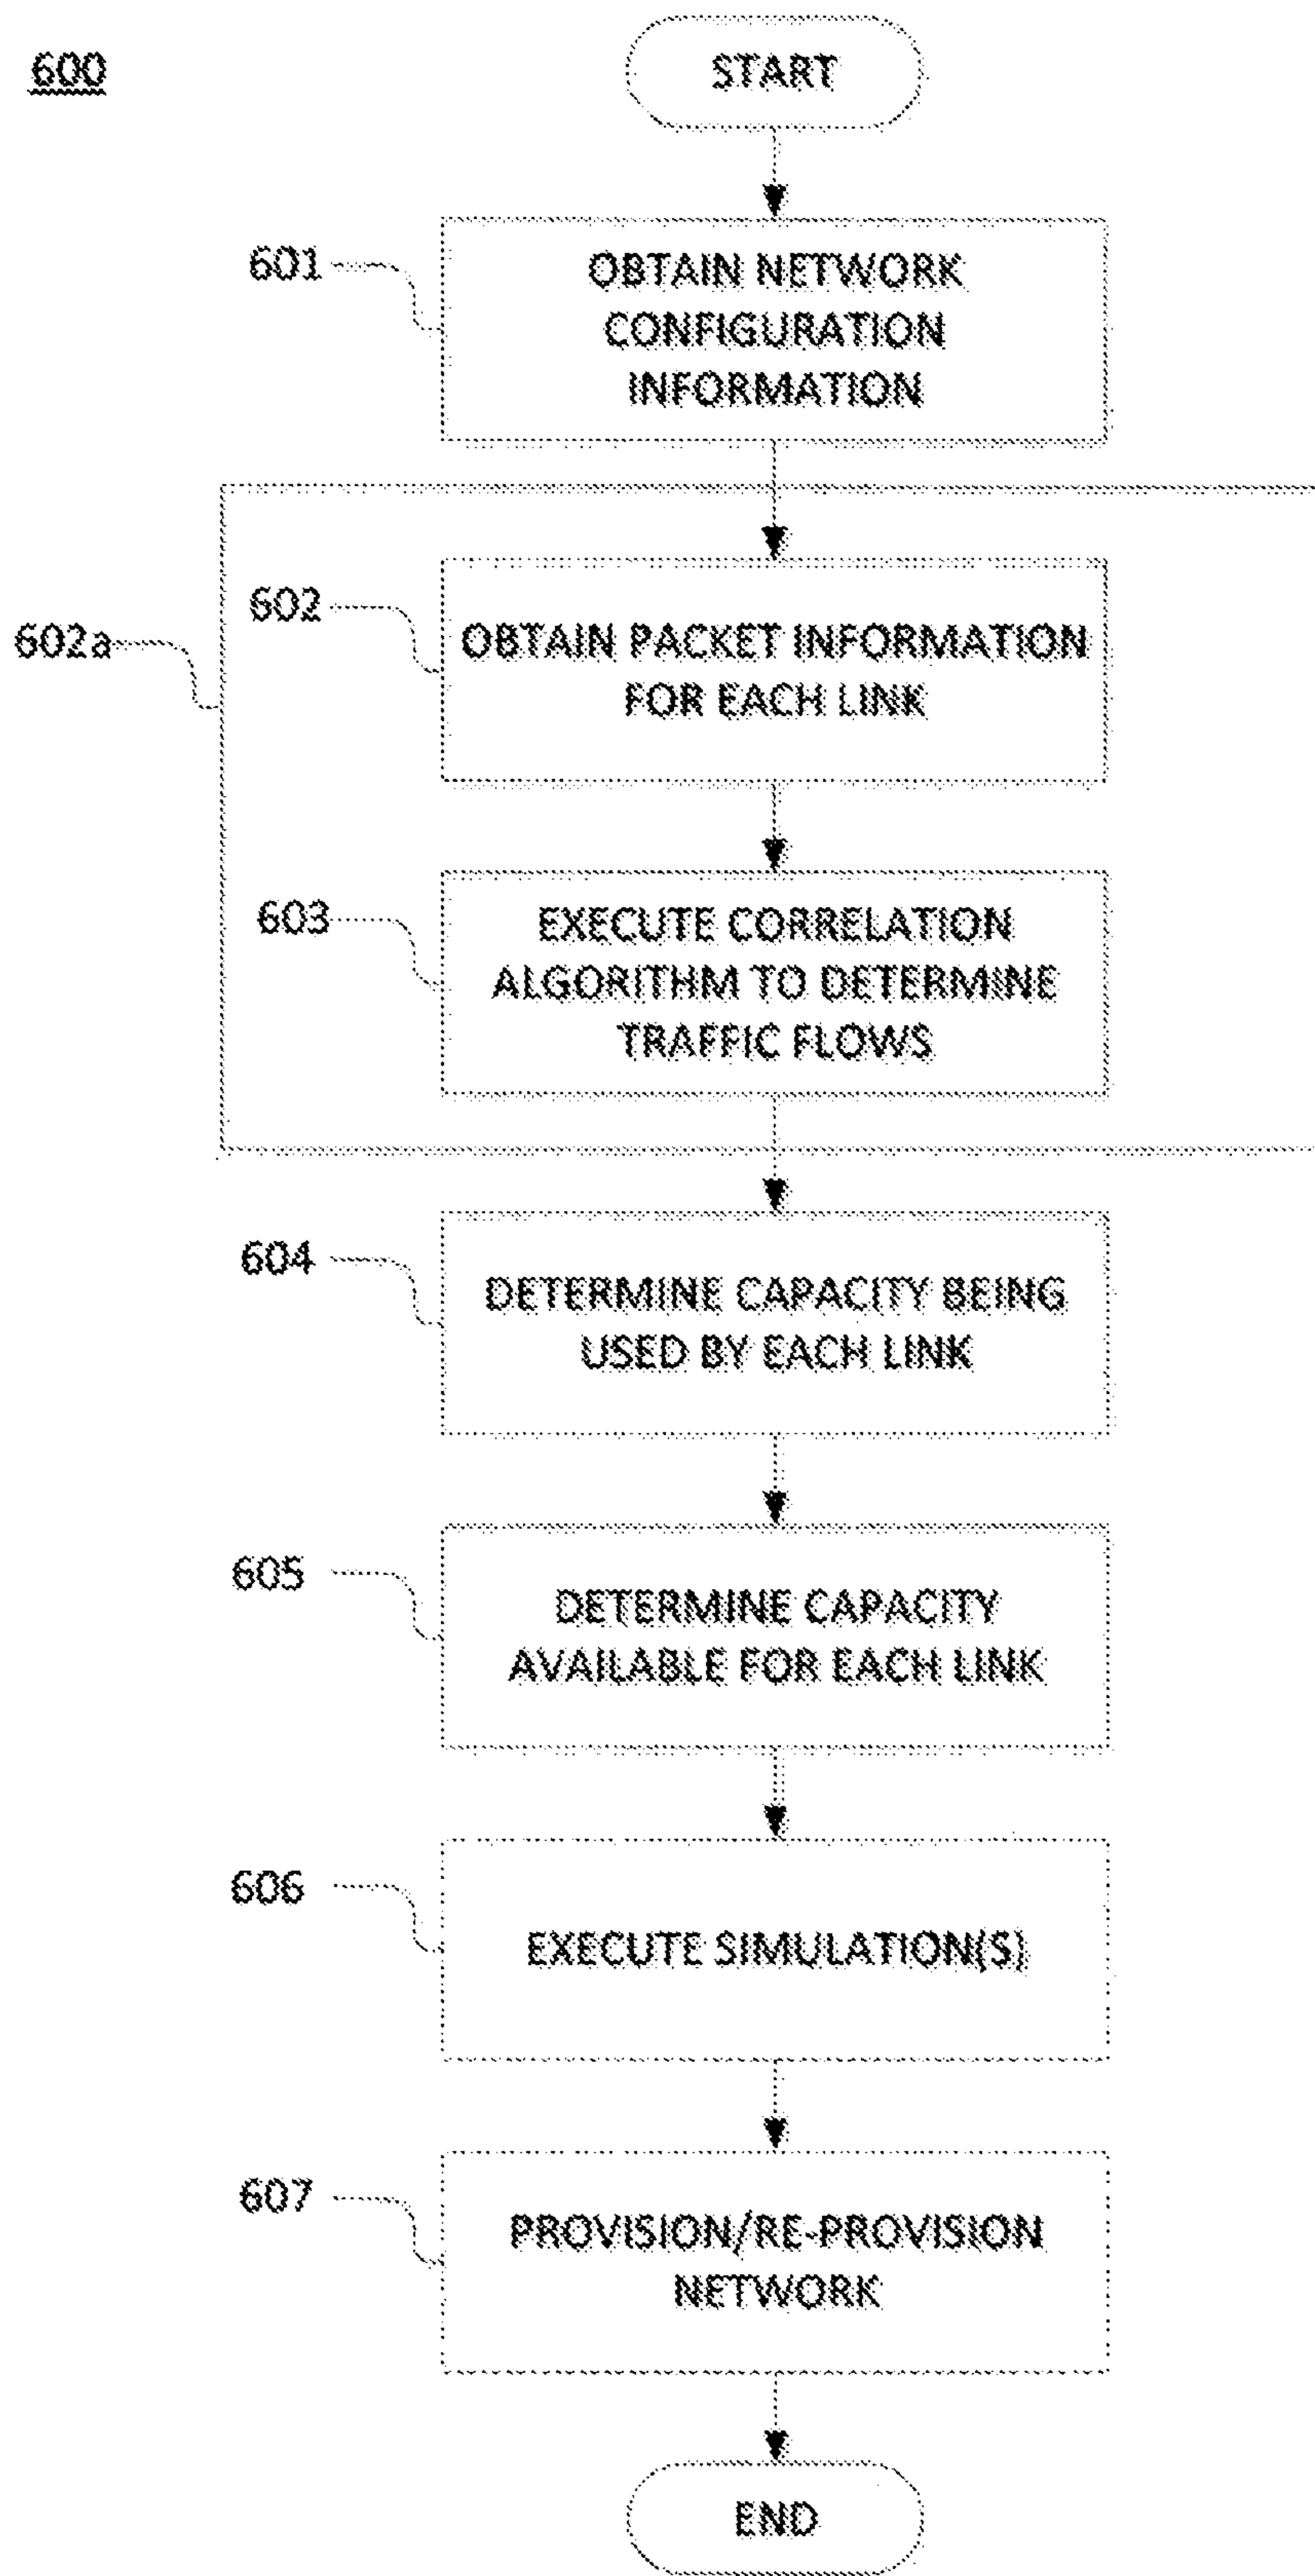 600
START
601
OBTAIN NETWORK
CONFIGURATION
INFORMATION
602
602a
OBTAIN PACKET INFORMATION
FOR EACH LINK
603
EXECUTE CORRELATION
ALGORITHM TO DETERMINE
TRAFFIC FLOWS
604
DETERMINE CAPACITY BEING
USED BY EACH LINK
605
DETERMINE CAPACITY
AVAILABLE FOR EACH LINK
606
EXECUTE SIMULATION(S)
607
PROVISION/RE-PROVISION
NETWORK
END